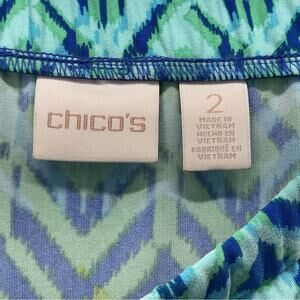 chico's
2
MADE IN
VIETNAM
HECHO EN
VIETNAM
FABRIQUÉ EN
VIETNAM